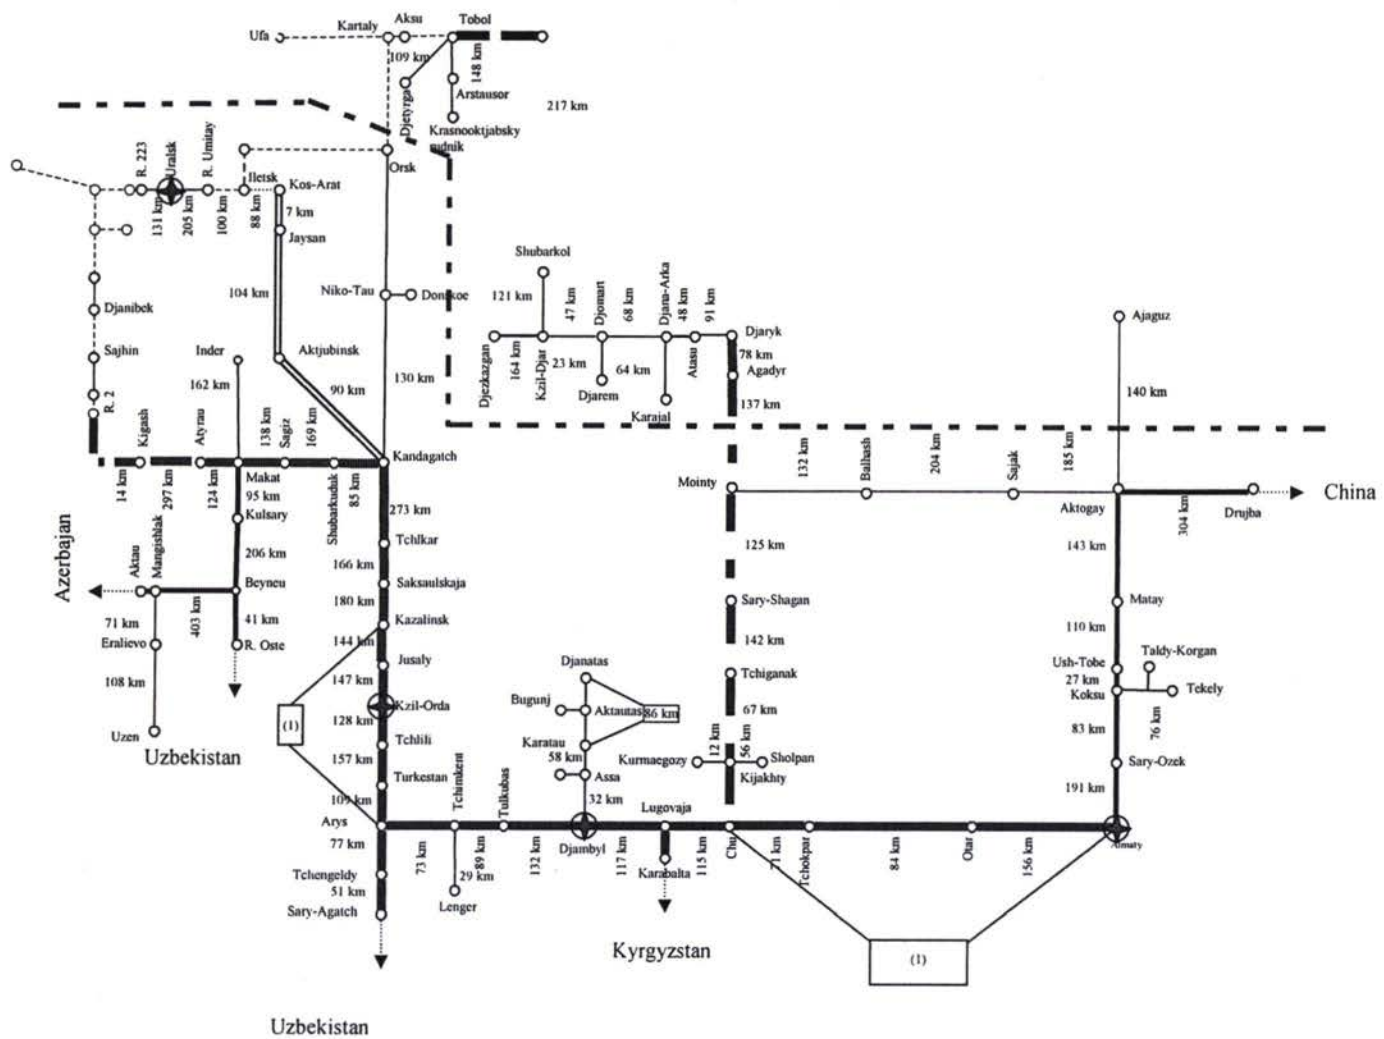 Ufa
Kartaly
Aksu
Tobol
109 km
148 km
Djetyrga
Arstausor
217 km
Krasnooktjabsky
rudnik
Orsk
R. 223
Uralsk
R. Umitay
Iletsk
Kos-Arat
131 km
205 km
100 km
88 km
7 km
Jaysan
104 km
Niko-Tau
Donskoe
Djanibek
Sajhin
R. 2
Inder
162 km
Aktjubinsk
90 km
130 km
Shubarkol
121 km
47 km
Djomart
68 km
Djana-Arka
48 km
91 km
Djaryk
78 km
Agadyr
137 km
Djezkazgan
164 km
Kzil-Djar
23 km
Djarem
64 km
Karajal
Atasu
Ajaguz
140 km
Kigash
Atyrau
138 km
Sagiz
169 km
Kandagatch
14 km
297 km
124 km
Makat
95 km
Shubarkuduk
85 km
273 km
Kulsary
206 km
Beyneu
41 km
R. Oste
Azerbajan
Aktau
Mangishlak
71 km
403 km
Eralievo
108 km
Uzen
Uzbekistan
Tchlkar
166 km
Saksaulskaja
180 km
Kazalinsk
144 km
Jusaly
147 km
Kzil-Orda
128 km
Tchlili
157 km
Turkestan
109 km
(1)
Arys
77 km
Tchengeldy
51 km
Sary-Agatch
Uzbekistan
Tchimkent
Tulkubas
73 km
89 km
132 km
29 km
Lenger
Djanatas
Bugunj
Aktautas
86 km
Karatau
58 km
Assa
32 km
Djambyl
117 km
Lugovaja
Karabalta
115 km
Kyrgyzstan
Mointy
132 km
Balhash
204 km
Sajak
185 km
Aktogay
304 km
Drujba
China
125 km
Sary-Shagan
142 km
Tchiganak
67 km
12 km
56 km
Kurmaegozy
Sholpan
Kijakhty
Chu
71 km
Tchokpar
84 km
Otar
156 km
Almaty
(1)
143 km
Matay
110 km
Ush-Tobe
27 km
Koksu
Taldy-Korgan
Tekely
76 km
83 km
Sary-Ozek
191 km